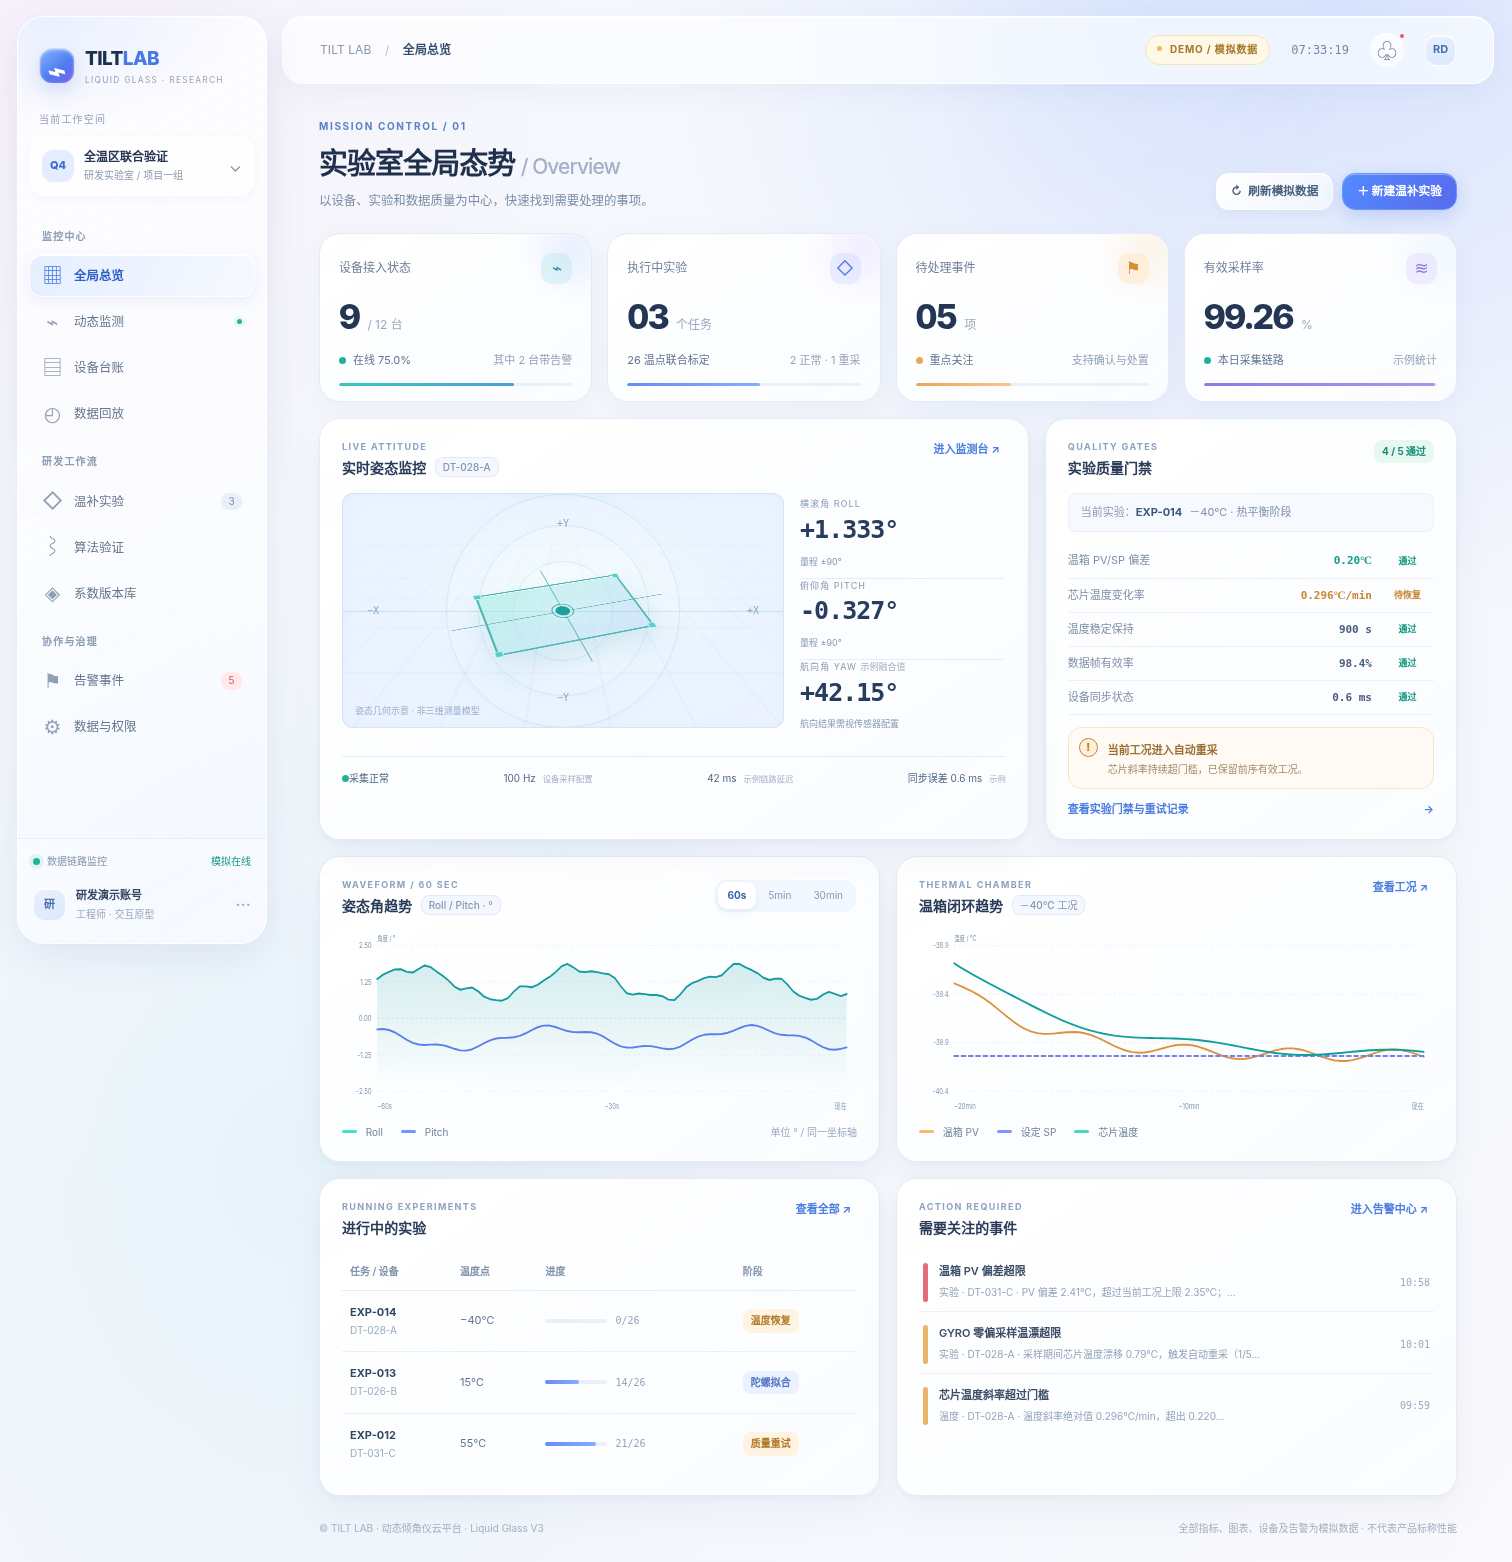 TILTLAB
LIQUID GLASS · RESEARCH
当前工作空间
Q4
全温区联合验证
研发实验室 / 项目一组
监控中心
全局总览
动态监测
设备台账
数据回放
研发工作流
温补实验 3
算法验证
系数版本库
协作与治理
告警事件 5
数据与权限
数据链路监控 模拟在线
研
研发演示账号
工程师 · 交互原型
TILT LAB / 全局总览
DEMO / 模拟数据 07:33:19 RD
MISSION CONTROL / 01
实验室全局态势 / Overview
以设备、实验和数据质量为中心，快速找到需要处理的事项。
刷新模拟数据
新建温补实验
设备接入状态
9 / 12 台
在线 75.0% 其中 2 台带告警
执行中实验
03 个任务
26 温点联合标定 2 正常 · 1 重采
待处理事件
05 项
重点关注 支持确认与处置
有效采样率
99.26 %
本日采集链路 示例统计
LIVE ATTITUDE
实时姿态监控 DT-028-A
进入监测台 ↗
+Y
−X
+X
−Y
姿态几何示意 · 非三维测量模型
横滚角 ROLL
+1.333°
量程 ±90°
俯仰角 PITCH
-0.327°
量程 ±90°
航向角 YAW 示例融合值
+42.15°
航向结果需视传感器配置
采集正常 100 Hz 设备采样配置 42 ms 示例链路延迟 同步误差 0.6 ms 示例
QUALITY GATES
实验质量门禁
4 / 5 通过
当前实验：EXP-014 −40°C · 热平衡阶段
温箱 PV/SP 偏差 0.20°C 通过
芯片温度变化率 0.296°C/min 待恢复
温度稳定保持 900 s 通过
数据帧有效率 98.4% 通过
设备同步状态 0.6 ms 通过
!
当前工况进入自动重采
芯片斜率持续超门槛，已保留前序有效工况。
查看实验门禁与重试记录 →
WAVEFORM / 60 SEC
姿态角趋势 Roll / Pitch · °
60s 5min 30min
角度 / °
2.50
1.25
0.00
-1.25
-2.50
−60s −30s 现在
Roll Pitch 单位 ° / 同一坐标轴
THERMAL CHAMBER
温箱闭环趋势 −40°C 工况
查看工况 ↗
温度 / °C
-38.9
-39.4
-39.9
-40.4
−20min −10min 现在
温箱 PV 设定 SP 芯片温度
RUNNING EXPERIMENTS
进行中的实验
查看全部 ↗
任务 / 设备 温度点 进度 阶段
EXP-014
DT-028-A
−40°C 0/26 温度恢复
EXP-013
DT-026-B
15°C 14/26 陀螺拟合
EXP-012
DT-031-C
55°C 21/26 质量重试
ACTION REQUIRED
需要关注的事件
进入告警中心 ↗
温箱 PV 偏差超限
实验 · DT-031-C · PV 偏差 2.41°C，超过当前工况上限 2.35°C；…
10:58
GYRO 零偏采样温漂超限
实验 · DT-028-A · 采样期间芯片温度漂移 0.79°C，触发自动重采（1/5…
10:01
芯片温度斜率超过门槛
温度 · DT-028-A · 温度斜率绝对值 0.296°C/min，超出 0.220…
09:59
© TILT LAB · 动态倾角仪云平台 · Liquid Glass V3
全部指标、图表、设备及告警为模拟数据 · 不代表产品标称性能